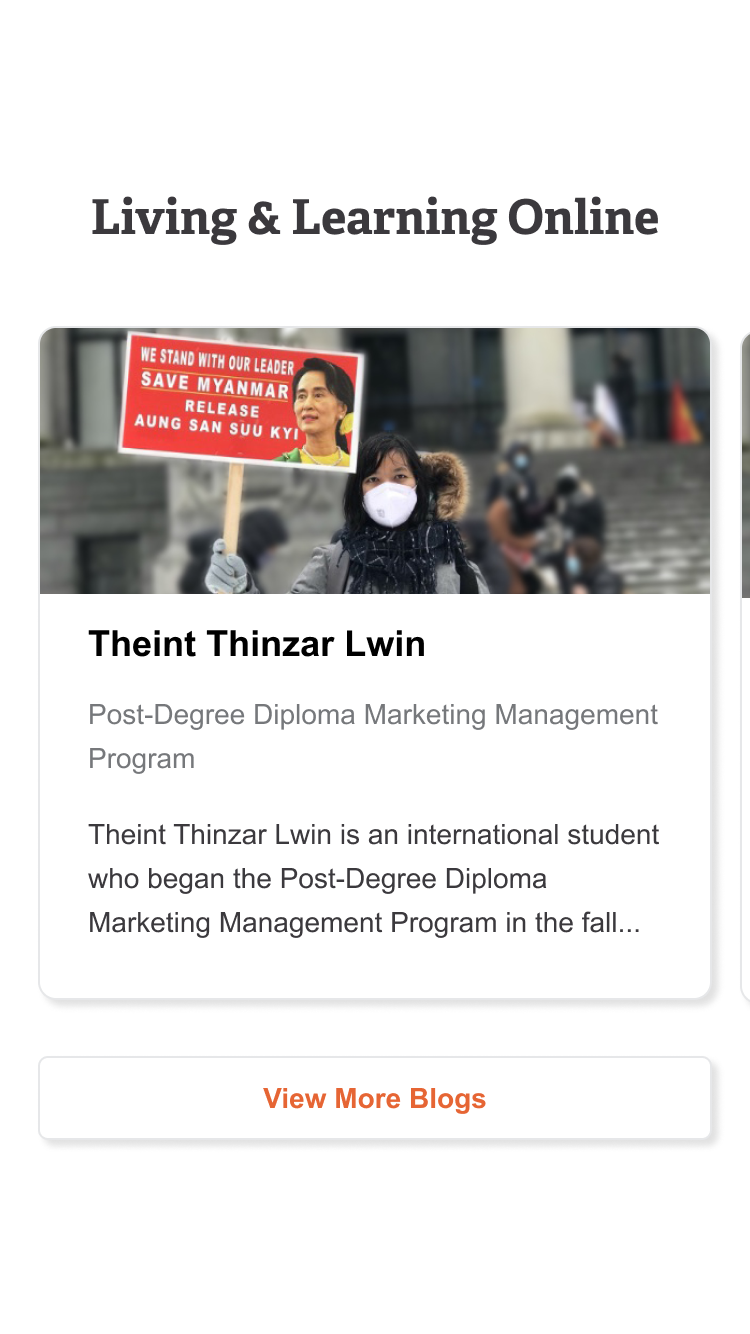 Living & Learning Online
WE STAND WITH OUR LEADER
SAVE MYANMAR
RELEASE
AUNG SAN SUU KYI
Theint Thinzar Lwin
Post-Degree Diploma Marketing Management
Program
Theint Thinzar Lwin is an international student
who began the Post-Degree Diploma
Marketing Management Program in the fall...
View More Blogs